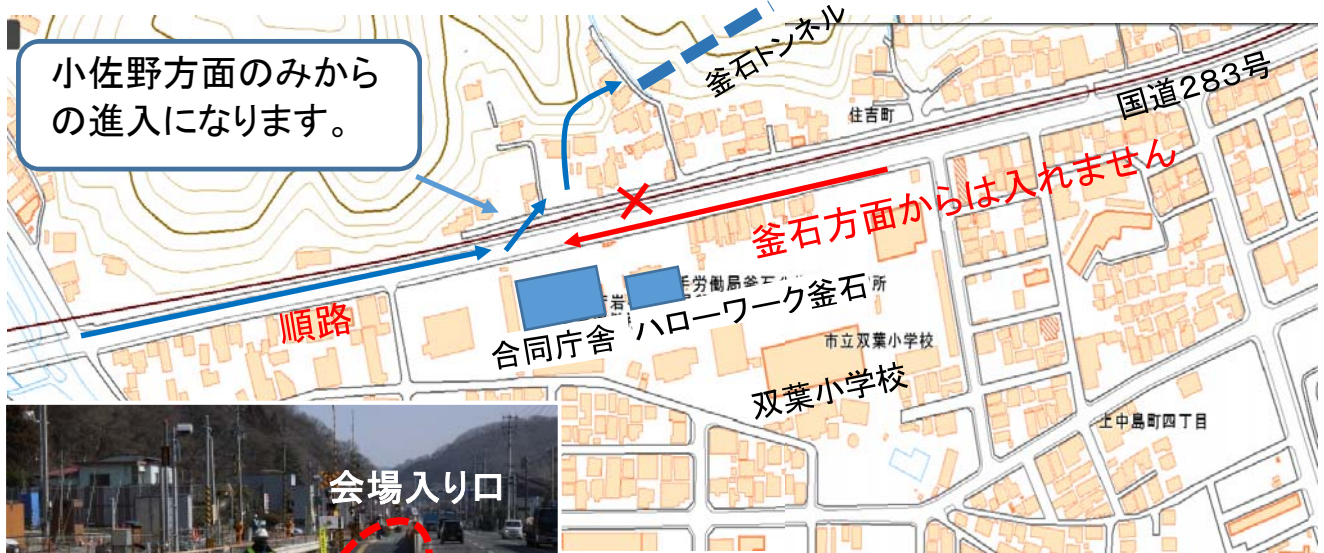 小佐野方面のみから
の進入になります。
釜石トンネル
国道283号
住吉町
釜石方面からは入れません
順路
合同庁舎
ハローワーク釜石
市立双葉小学校
双葉小学校
上中島町四丁目
会場入り口